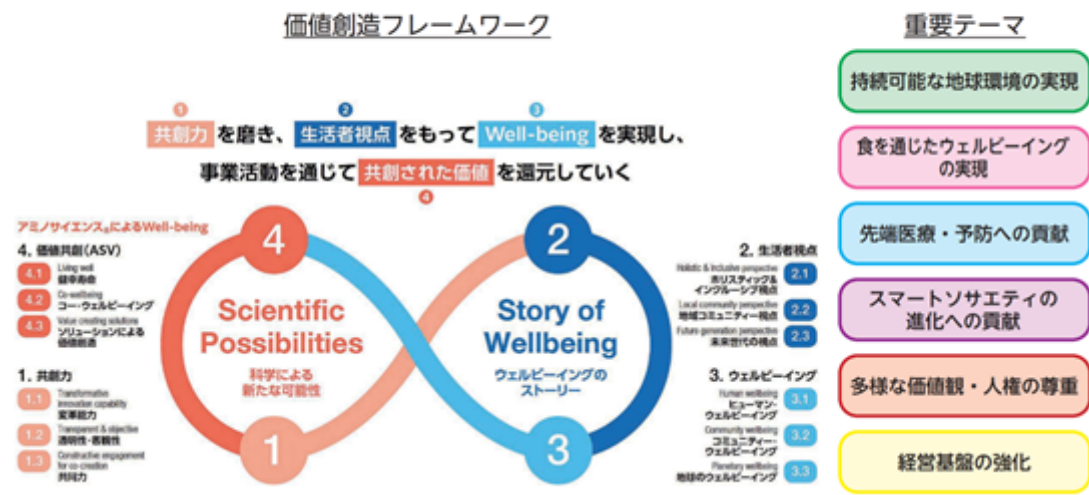 価値創造フレームワーク
重要テーマ
1
2
3
共創力 を磨き、 生活者視点 をもって Well-being を実現し、
事業活動を通じて 共創された価値 を還元していく
4
アミノサイエンス®によるWell-being
4. 価値共創(ASV)
4.1 Living well
健幸寿命
4.2 Co-wellbeing
コー・ウェルビーイング
4.3 Value creating solutions
ソリューションによる
価値創造
1. 共創力
1.1 Transformative
innovation capability
変革能力
1.2 Transparent & objective
透明性・客観性
1.3 Constructive engagement
for co-creation
共同力
4
Scientific
Possibilities
科学による
新たな可能性
1
2
Story of
Wellbeing
ウェルビーイングの
ストーリー
3
2. 生活者視点
Holistic & Inclusive perspective 2.1
ホリスティック&
インクルーシブ視点
Local community perspective 2.2
地域コミュニティー視点
Future generation perspective 2.3
未来世代の視点
3. ウェルビーイング
Human wellbeing 3.1
ヒューマン・
ウェルビーイング
Community wellbeing 3.2
コミュニティー・
ウェルビーイング
Planetary wellbeing 3.3
地球のウェルビーイング
持続可能な地球環境の実現
食を通じたウェルビーイング
の実現
先端医療・予防への貢献
スマートソサエティの
進化への貢献
多様な価値観・人権の尊重
経営基盤の強化